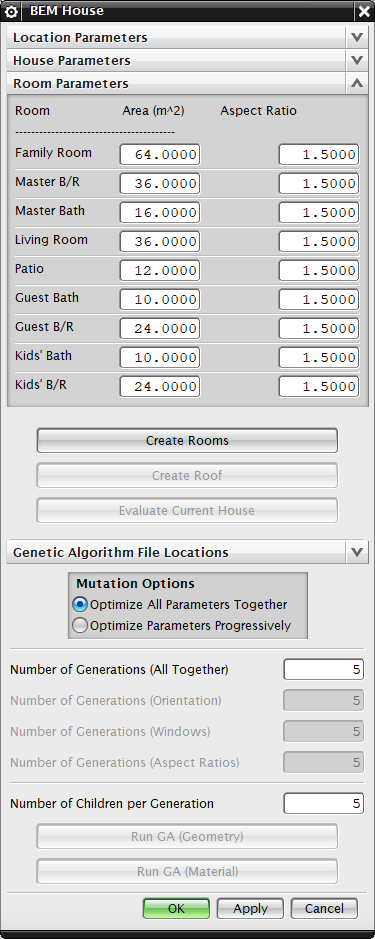 BEM House
Location Parameters
House Parameters
Room Parameters
Room Area (m^2) Aspect Ratio
----------------------------------------
Family Room 64.0000 1.5000
Master B/R 36.0000 1.5000
Master Bath 16.0000 1.5000
Living Room 36.0000 1.5000
Patio 12.0000 1.5000
Guest Bath 10.0000 1.5000
Guest B/R 24.0000 1.5000
Kids' Bath 10.0000 1.5000
Kids' B/R 24.0000 1.5000
Create Rooms
Create Roof
Evaluate Current House
Genetic Algorithm File Locations
Mutation Options
Optimize All Parameters Together
Optimize Parameters Progressively
Number of Generations (All Together) 5
Number of Generations (Orientation) 5
Number of Generations (Windows) 5
Number of Generations (Aspect Ratios) 5
Number of Children per Generation 5
Run GA (Geometry)
Run GA (Material)
OK Apply Cancel